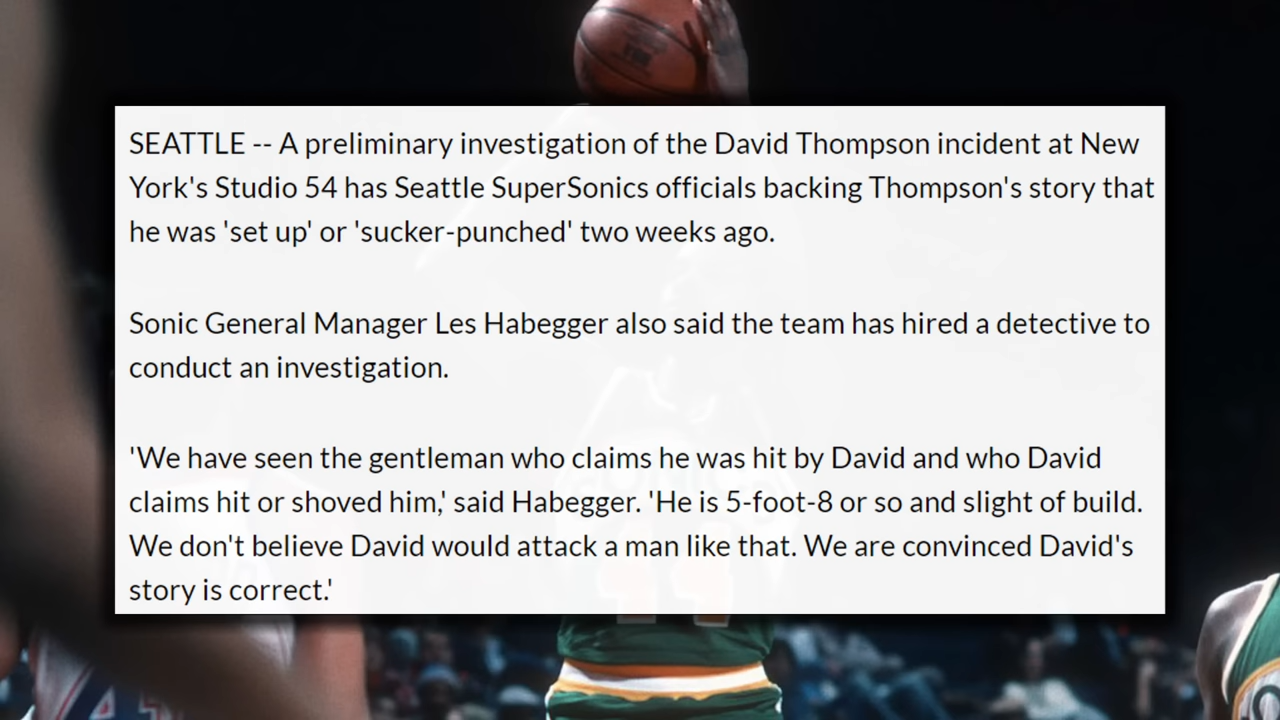 SEATTLE -- A preliminary investigation of the David Thompson incident at New
York's Studio 54 has Seattle SuperSonics officials backing Thompson's story that
he was 'set up' or 'sucker-punched' two weeks ago.
Sonic General Manager Les Habegger also said the team has hired a detective to
conduct an investigation.
'We have seen the gentleman who claims he was hit by David and who David
claims hit or shoved him,' said Habegger. 'He is 5-foot-8 or so and slight of build.
We don't believe David would attack a man like that. We are convinced David's
story is correct.'